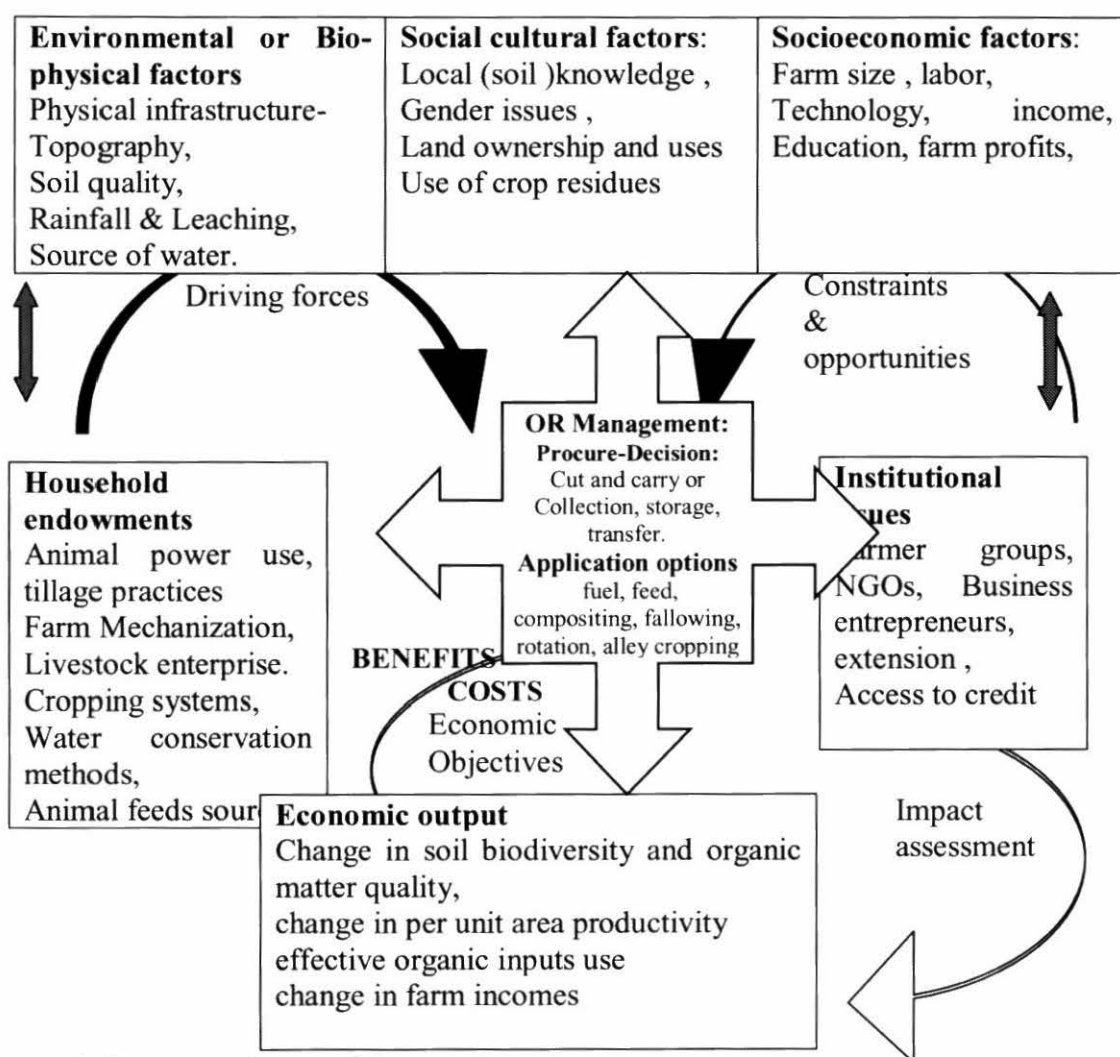 Environmental or Bio-
physical factors
Physical infrastructure-
Topography,
Soil quality,
Rainfall & Leaching,
Source of water.
Social cultural factors:
Local (soil )knowledge ,
Gender issues ,
Land ownership and uses
Use of crop residues
Socioeconomic factors:
Farm size , labor,
Technology, income,
Education, farm profits,
Driving forces
Constraints
&
opportunities
OR Management:
Procure-Decision:
Cut and carry or
Collection, storage,
transfer.
Application options
fuel, feed,
compositing, fallowing,
rotation, alley cropping
Household
endowments
Animal power use,
tillage practices
Farm Mechanization,
Livestock enterprise.
Cropping systems,
Water conservation
methods,
Animal feeds sour
Institutional
sues
armer groups,
NGOs, Business
entrepreneurs,
extension ,
Access to credit
BENEFITS
COSTS
Economic
Objectives
Economic output
Change in soil biodiversity and organic
matter quality,
change in per unit area productivity
effective organic inputs use
change in farm incomes
Impact
assessment